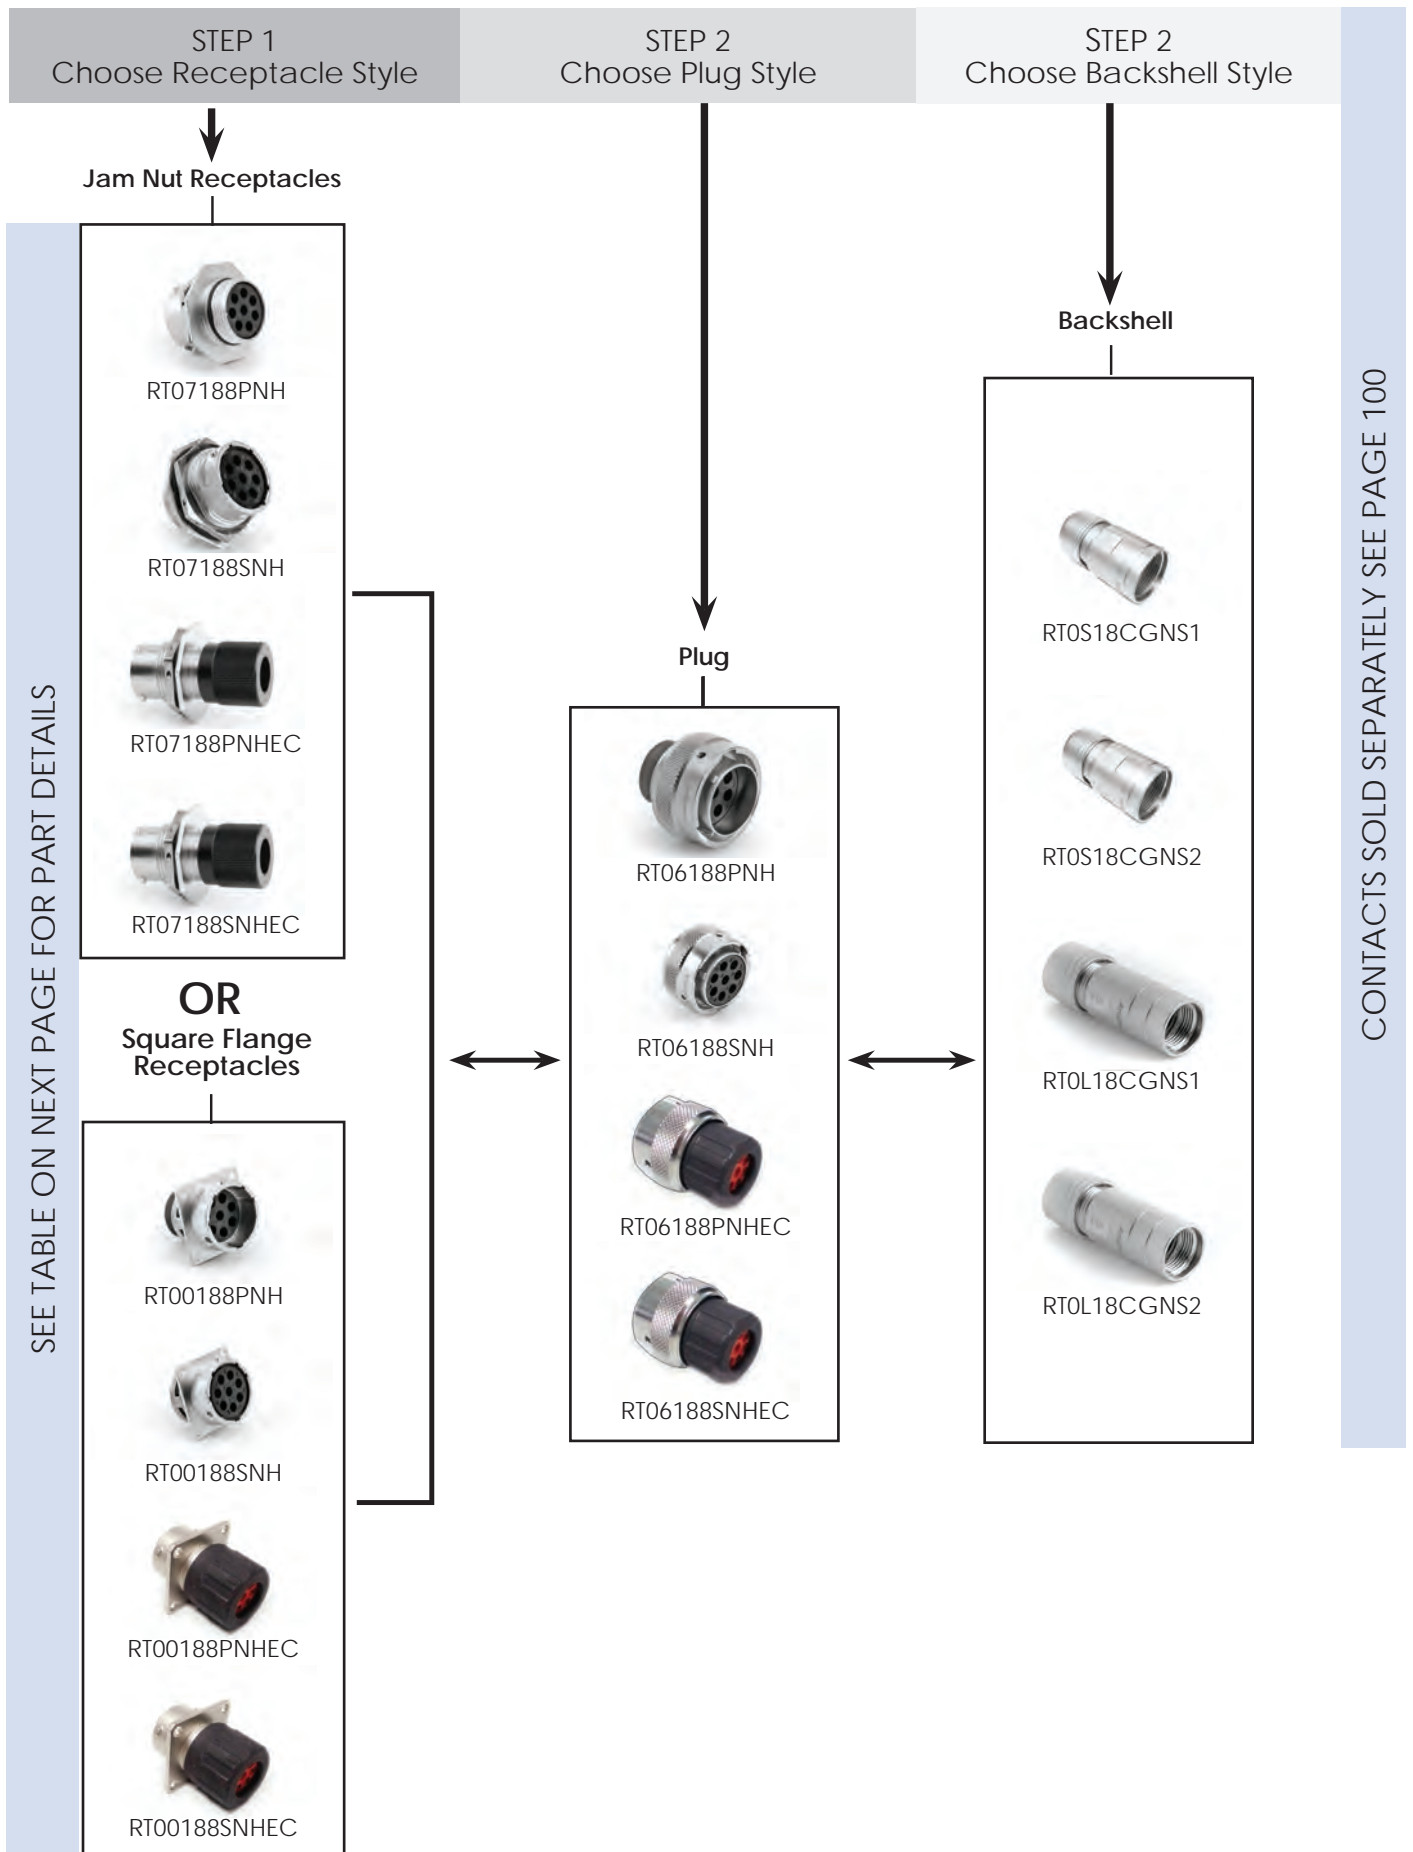 STEP 1
Choose Receptacle Style
STEP 2
Choose Plug Style
STEP 2
Choose Backshell Style
Jam Nut Receptacles
RT07188PNH
RT07188SNH
RT07188PNHEC
RT07188SNHEC
OR
Square Flange
Receptacles
RT00188PNH
RT00188SNH
RT00188PNHEC
RT00188SNHEC
Plug
RT06188PNH
RT06188SNH
RT06188PNHEC
RT06188SNHEC
Backshell
RT0S18CGNS1
RT0S18CGNS2
RT0L18CGNS1
RT0L18CGNS2
SEE TABLE ON NEXT PAGE FOR PART DETAILS
CONTACTS SOLD SEPARATELY SEE PAGE 100